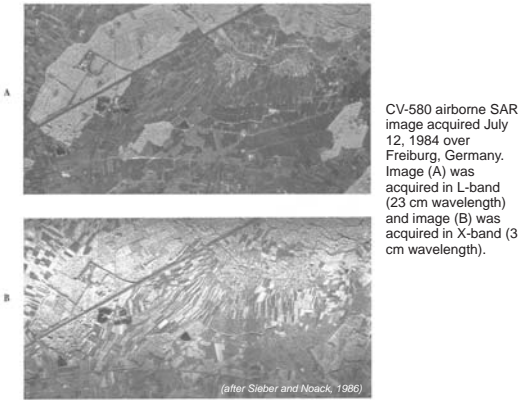 A
CV-580 airborne SAR
image acquired July
12, 1984 over
Freiburg, Germany.
Image (A) was
acquired in L-band
(23 cm wavelength)
and image (B) was
acquired in X-band (3
cm wavelength).
B
(after Sieber and Noack, 1986)